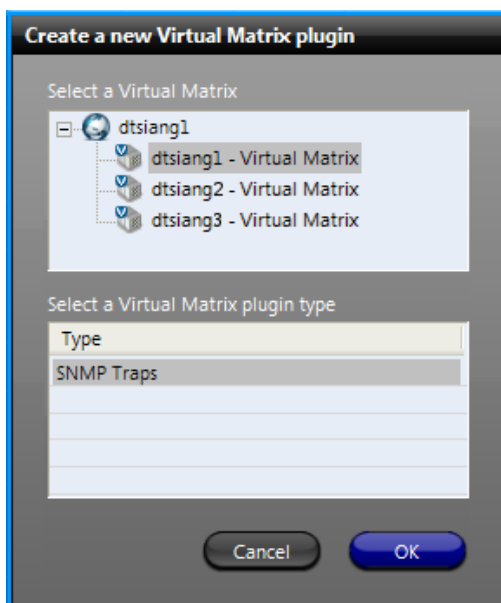 Create a new Virtual Matrix plugin
Select a Virtual Matrix
dtsiang1
dtsiang1 - Virtual Matrix
dtsiang2 - Virtual Matrix
dtsiang3 - Virtual Matrix
Select a Virtual Matrix plugin type
Type
SNMP Traps
Cancel
OK